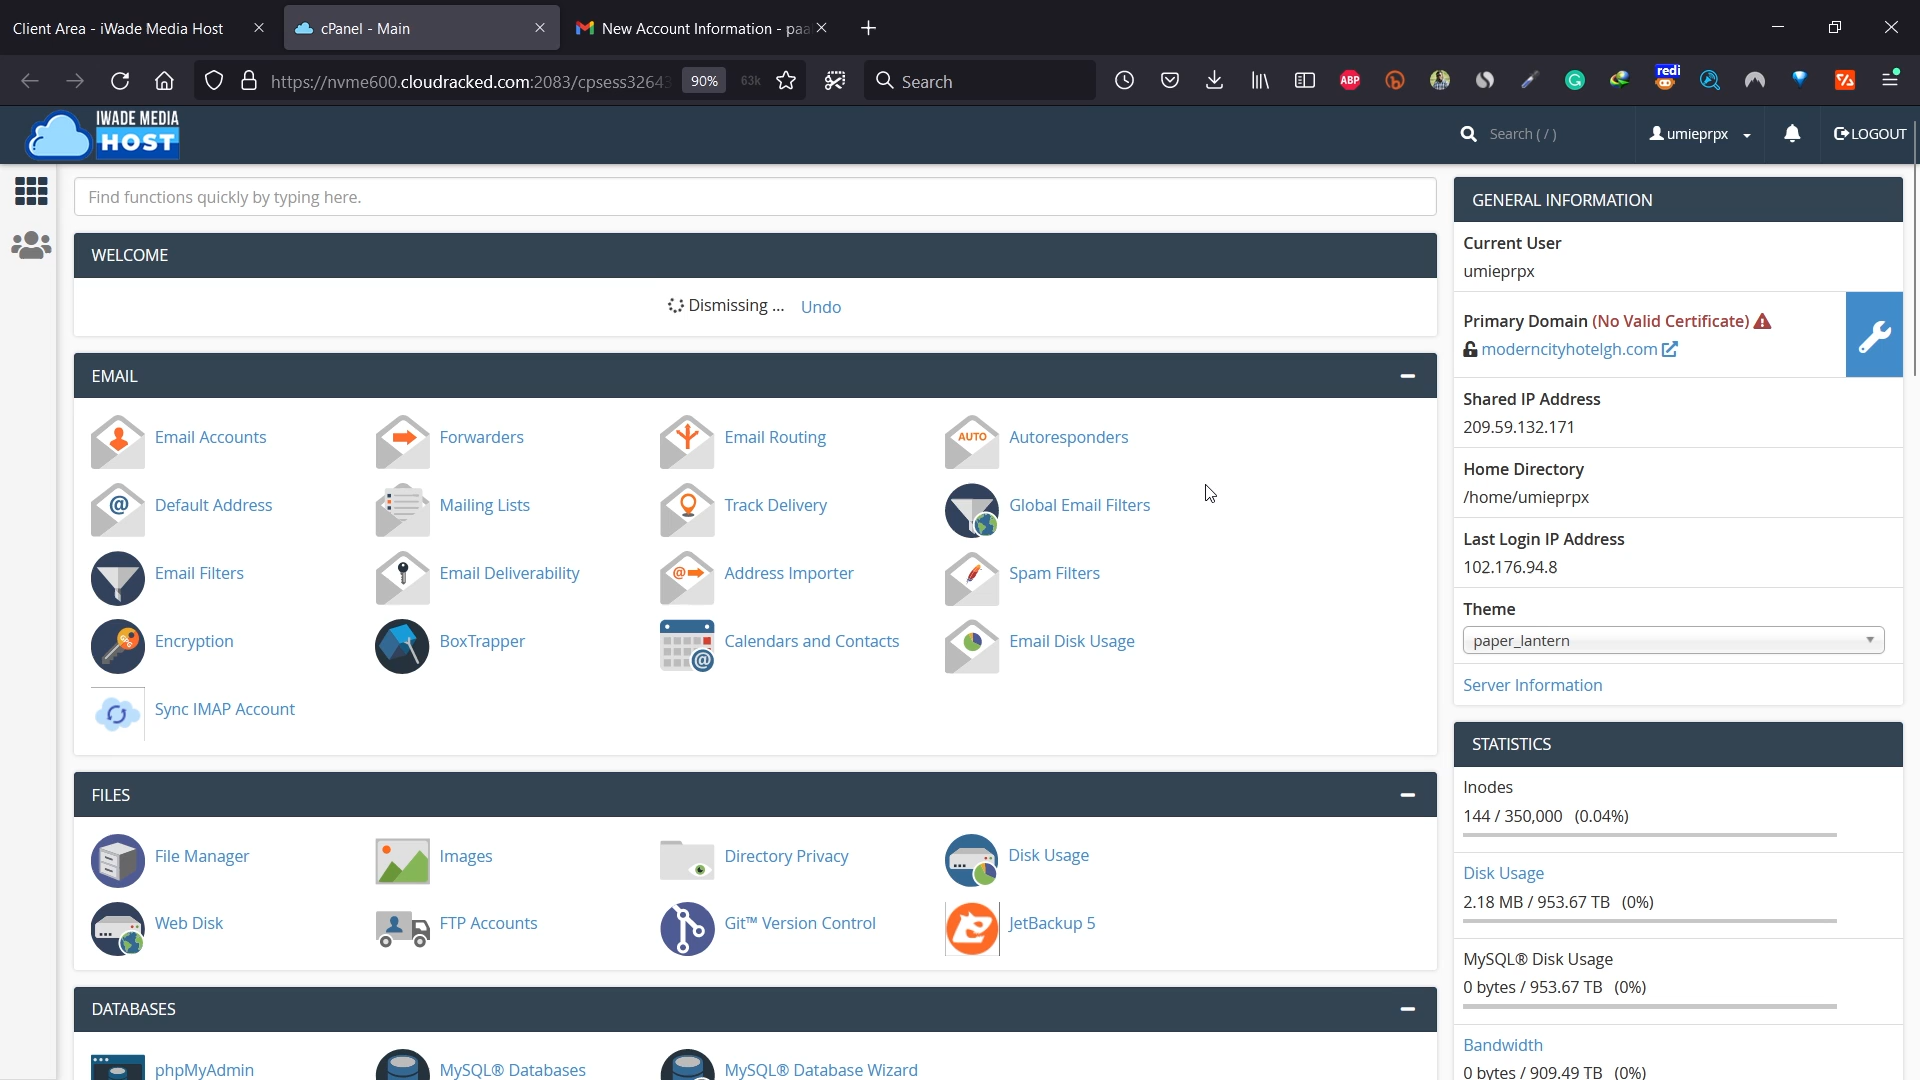 Client Area - iWade Media Host
cPanel - Main
New Account Information - paa
https://nvme600.cloudracked.com:2083/cpsess32643
90%
63k
Search
ABP
redi
IWADE MEDIA
HOST
Search ( / )
umieprpx
LOGOUT
Find functions quickly by typing here.
WELCOME
Dismissing ... Undo
EMAIL
Email Accounts
Forwarders
Email Routing
AUTO
Autoresponders
Default Address
Mailing Lists
Track Delivery
Global Email Filters
Email Filters
Email Deliverability
Address Importer
Spam Filters
GPG
Encryption
BoxTrapper
Calendars and Contacts
Email Disk Usage
Sync IMAP Account
FILES
File Manager
Images
Directory Privacy
Disk Usage
Web Disk
FTP Accounts
Git™ Version Control
JetBackup 5
DATABASES
phpMyAdmin
MySQL® Databases
MySQL® Database Wizard
GENERAL INFORMATION
Current User
umieprpx
Primary Domain (No Valid Certificate)
moderncityhotelgh.com
Shared IP Address
209.59.132.171
Home Directory
/home/umieprpx
Last Login IP Address
102.176.94.8
Theme
paper_lantern
Server Information
STATISTICS
Inodes
144 / 350,000 (0.04%)
Disk Usage
2.18 MB / 953.67 TB (0%)
MySQL® Disk Usage
0 bytes / 953.67 TB (0%)
Bandwidth
0 bytes / 909.49 TB (0%)